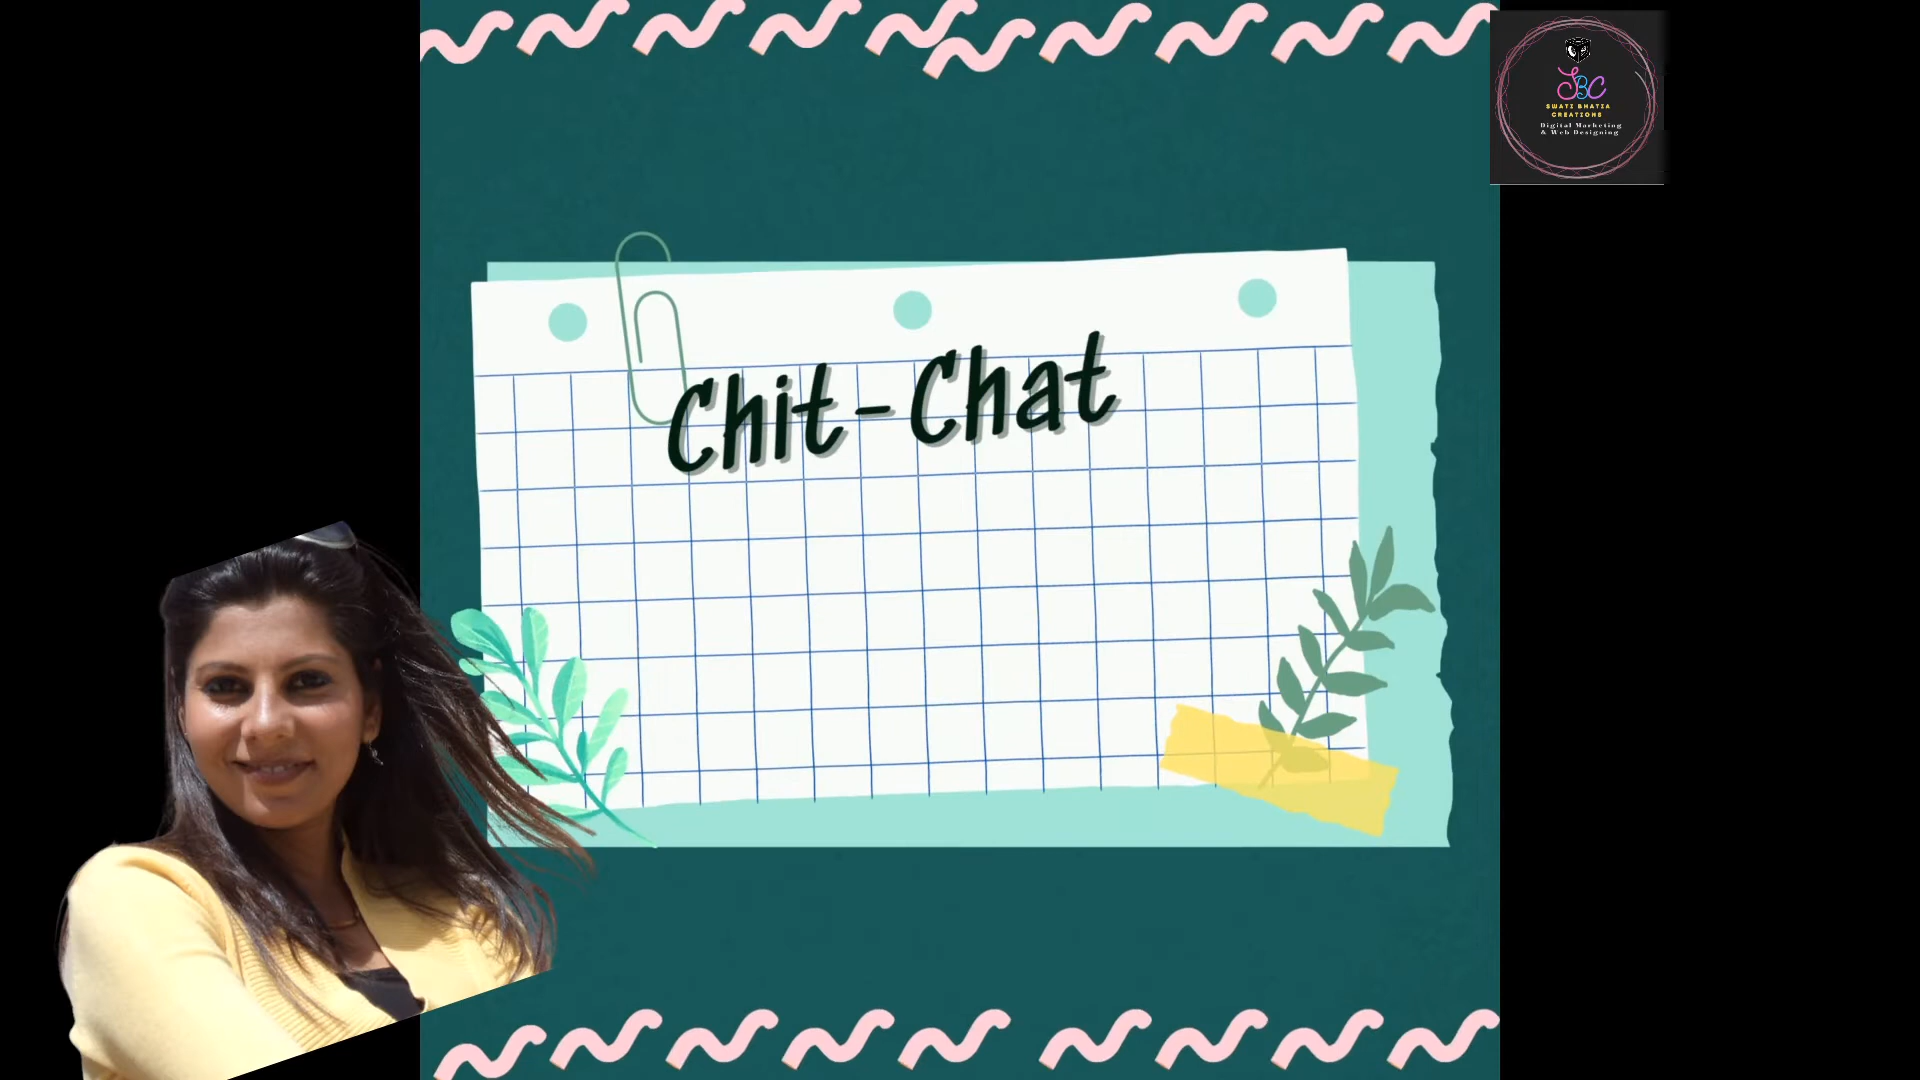 SBC
SWATI BHATIA
CREATIONS
Digital Marketing
& Web Designing
Chit-Chat